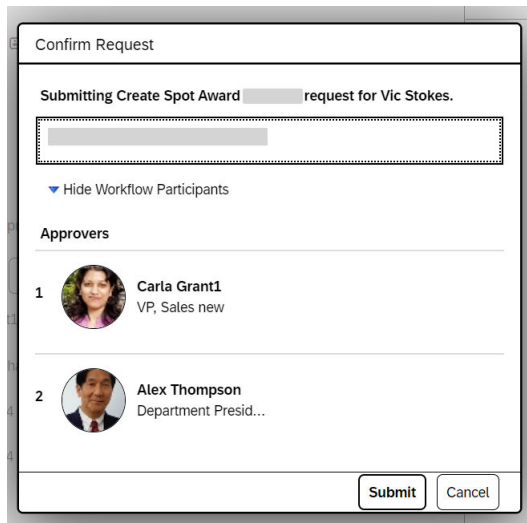 Confirm Request
Submitting Create Spot Award request for Vic Stokes.
Hide Workflow Participants
Approvers
1
Carla Grant1
VP, Sales new
2
Alex Thompson
Department Presid...
Submit Cancel